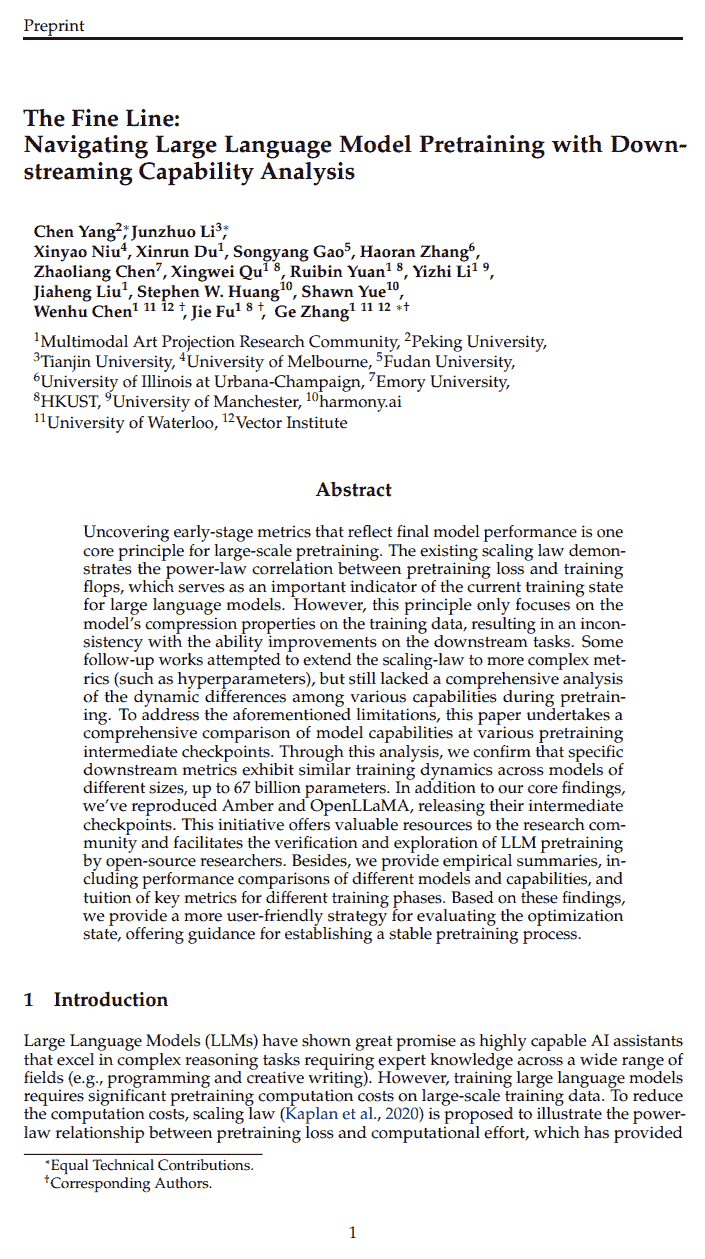 Preprint
The Fine Line:
Navigating Large Language Model Pretraining with Down-
streaming Capability Analysis
Chen Yang2*, Junzhuo Li3*,
Xinyao Niu4, Xinrun Du1, Songyang Gao5, Haoran Zhang6,
Zhaoliang Chen7, Xingwei Qu1 8, Ruibin Yuan1 8, Yizhi Li1 9,
Jiaheng Liu1, Stephen W. Huang10, Shawn Yue10,
Wenhu Chen1 11 12 †, Jie Fu1 8 †, Ge Zhang1 11 12 *†
1Multimodal Art Projection Research Community, 2Peking University,
3Tianjin University, 4University of Melbourne, 5Fudan University,
6University of Illinois at Urbana-Champaign, 7Emory University,
8HKUST, 9University of Manchester, 10harmony.ai
11University of Waterloo, 12Vector Institute
Abstract
Uncovering early-stage metrics that reflect final model performance is one
core principle for large-scale pretraining. The existing scaling law demon-
strates the power-law correlation between pretraining loss and training
flops, which serves as an important indicator of the current training state
for large language models. However, this principle only focuses on the
model's compression properties on the training data, resulting in an incon-
sistency with the ability improvements on the downstream tasks. Some
follow-up works attempted to extend the scaling-law to more complex met-
rics (such as hyperparameters), but still lacked a comprehensive analysis
of the dynamic differences among various capabilities during pretrain-
ing. To address the aforementioned limitations, this paper undertakes a
comprehensive comparison of model capabilities at various pretraining
intermediate checkpoints. Through this analysis, we confirm that specific
downstream metrics exhibit similar training dynamics across models of
different sizes, up to 67 billion parameters. In addition to our core findings,
we've reproduced Amber and OpenLLaMA, releasing their intermediate
checkpoints. This initiative offers valuable resources to the research com-
munity and facilitates the verification and exploration of LLM pretraining
by open-source researchers. Besides, we provide empirical summaries, in-
cluding performance comparisons of different models and capabilities, and
tuition of key metrics for different training phases. Based on these findings,
we provide a more user-friendly strategy for evaluating the optimization
state, offering guidance for establishing a stable pretraining process.
1 Introduction
Large Language Models (LLMs) have shown great promise as highly capable AI assistants
that excel in complex reasoning tasks requiring expert knowledge across a wide range of
fields (e.g., programming and creative writing). However, training large language models
requires significant pretraining computation costs on large-scale training data. To reduce
the computation costs, scaling law (Kaplan et al., 2020) is proposed to illustrate the power-
law relationship between pretraining loss and computational effort, which has provided
*Equal Technical Contributions.
†Corresponding Authors.
1